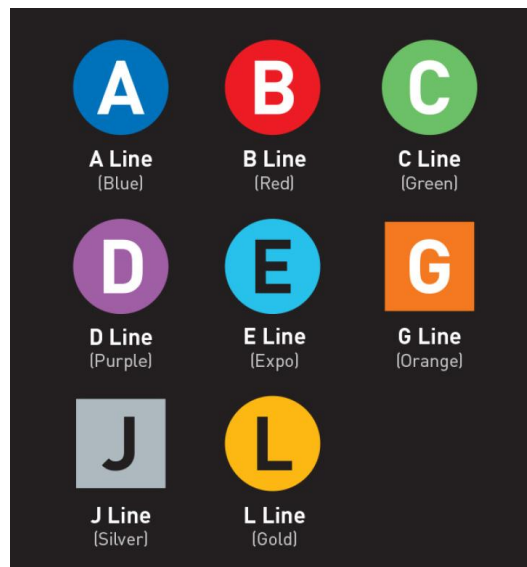 A
B
C
A Line
(Blue)
B Line
(Red)
C Line
(Green)
D
E
G
D Line
(Purple)
E Line
(Expo)
G Line
(Orange)
J
L
J Line
(Silver)
L Line
(Gold)